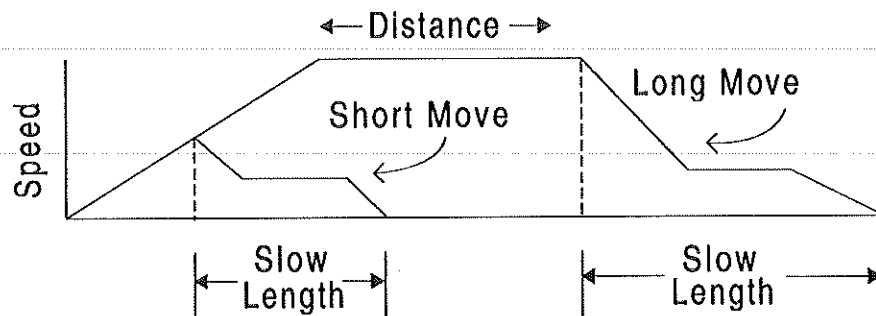 Distance
Long Move
Short Move
Speed
Slow
Length
Slow
Length